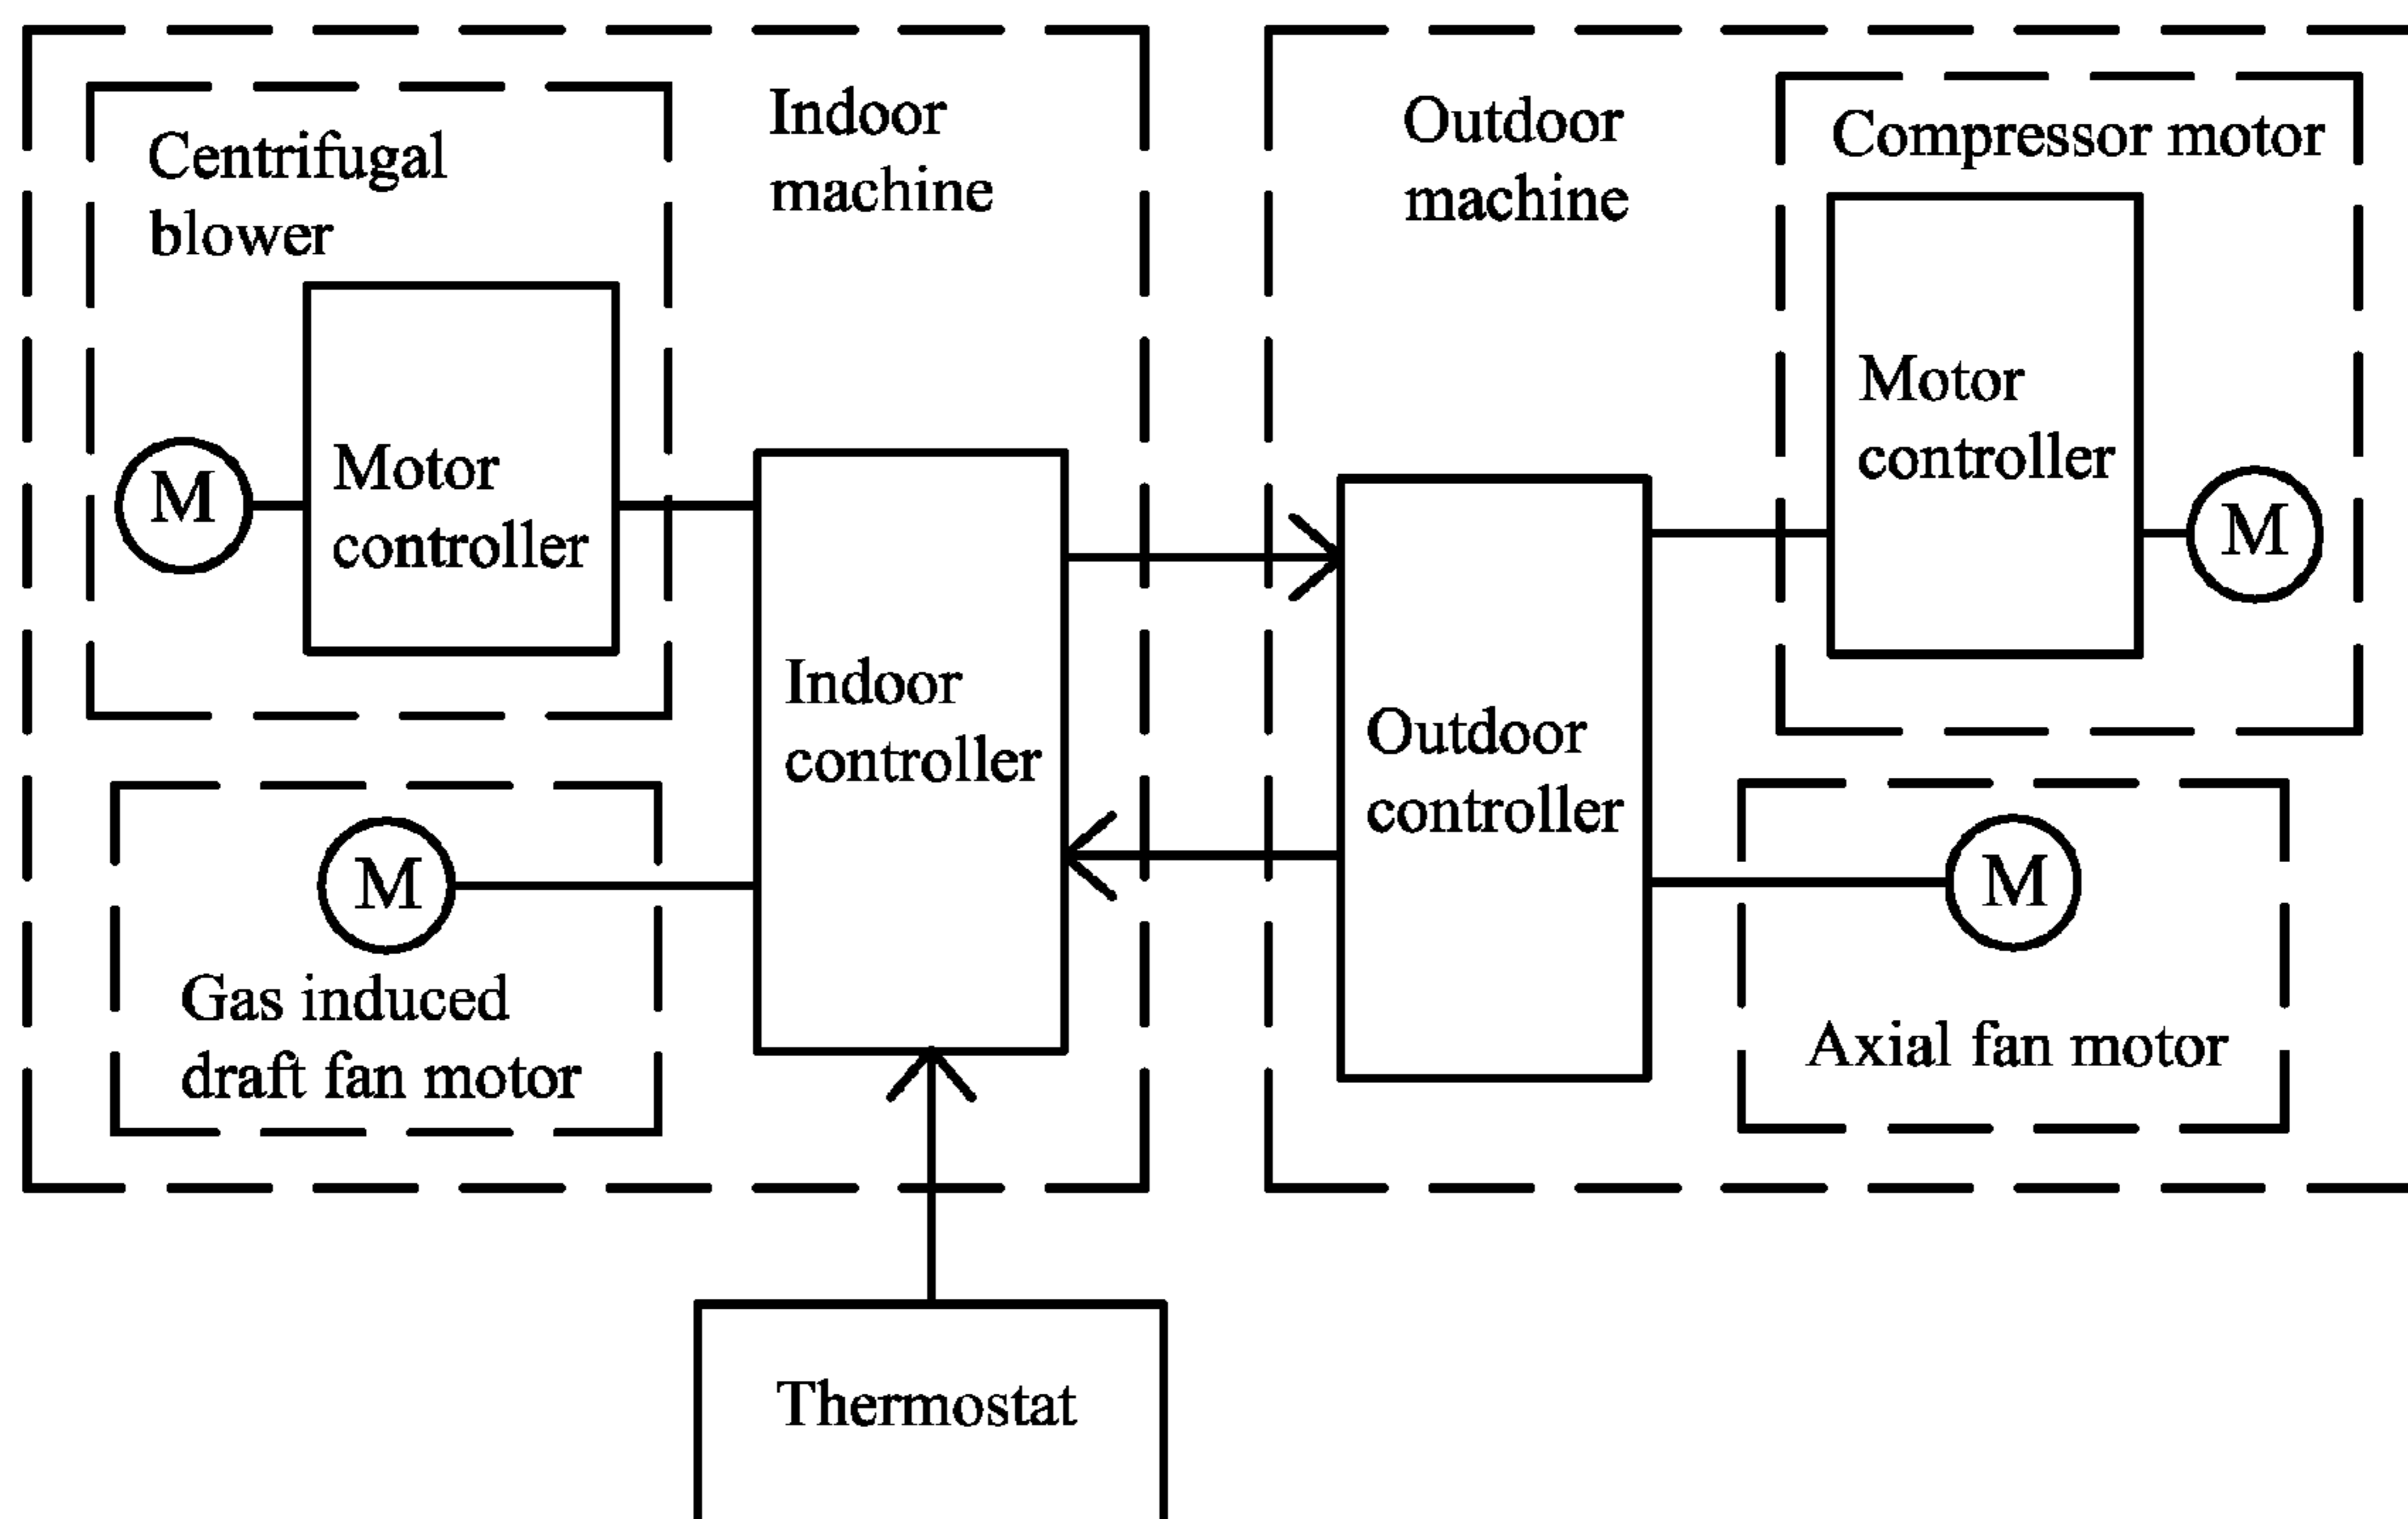 Centrifugal
blower
Motor
controller
M
Indoor
machine
Indoor
controller
M
Gas induced
draft fan motor
Outdoor
machine
Outdoor
controller
Compressor motor
Motor
controller
M
M
Axial fan motor
Thermostat